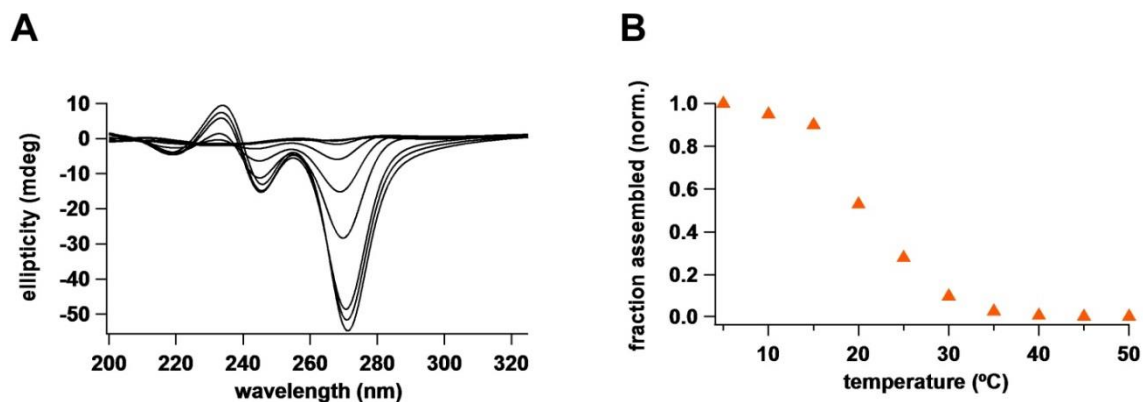 A
B
10
0
-10
-20
-30
-40
-50
ellipticity (mdeg)
200 220 240 260 280 300 320
wavelength (nm)
fraction assembled (norm.)
1.0
0.8
0.6
0.4
0.2
0.0
10 20 30 40 50
temperature (ºC)